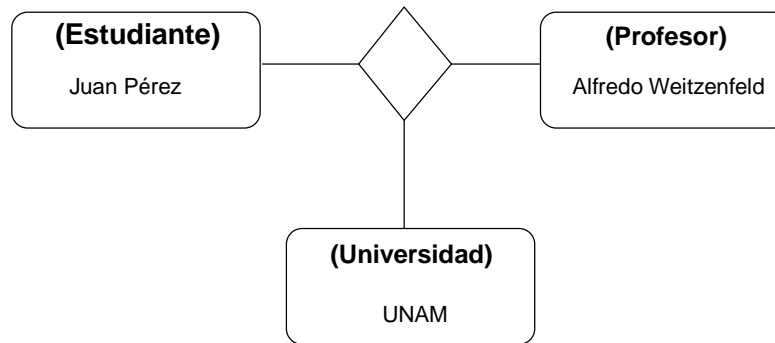 (Estudiante)
Juan Pérez
(Profesor)
Alfredo Weitzenfeld
(Universidad)
UNAM